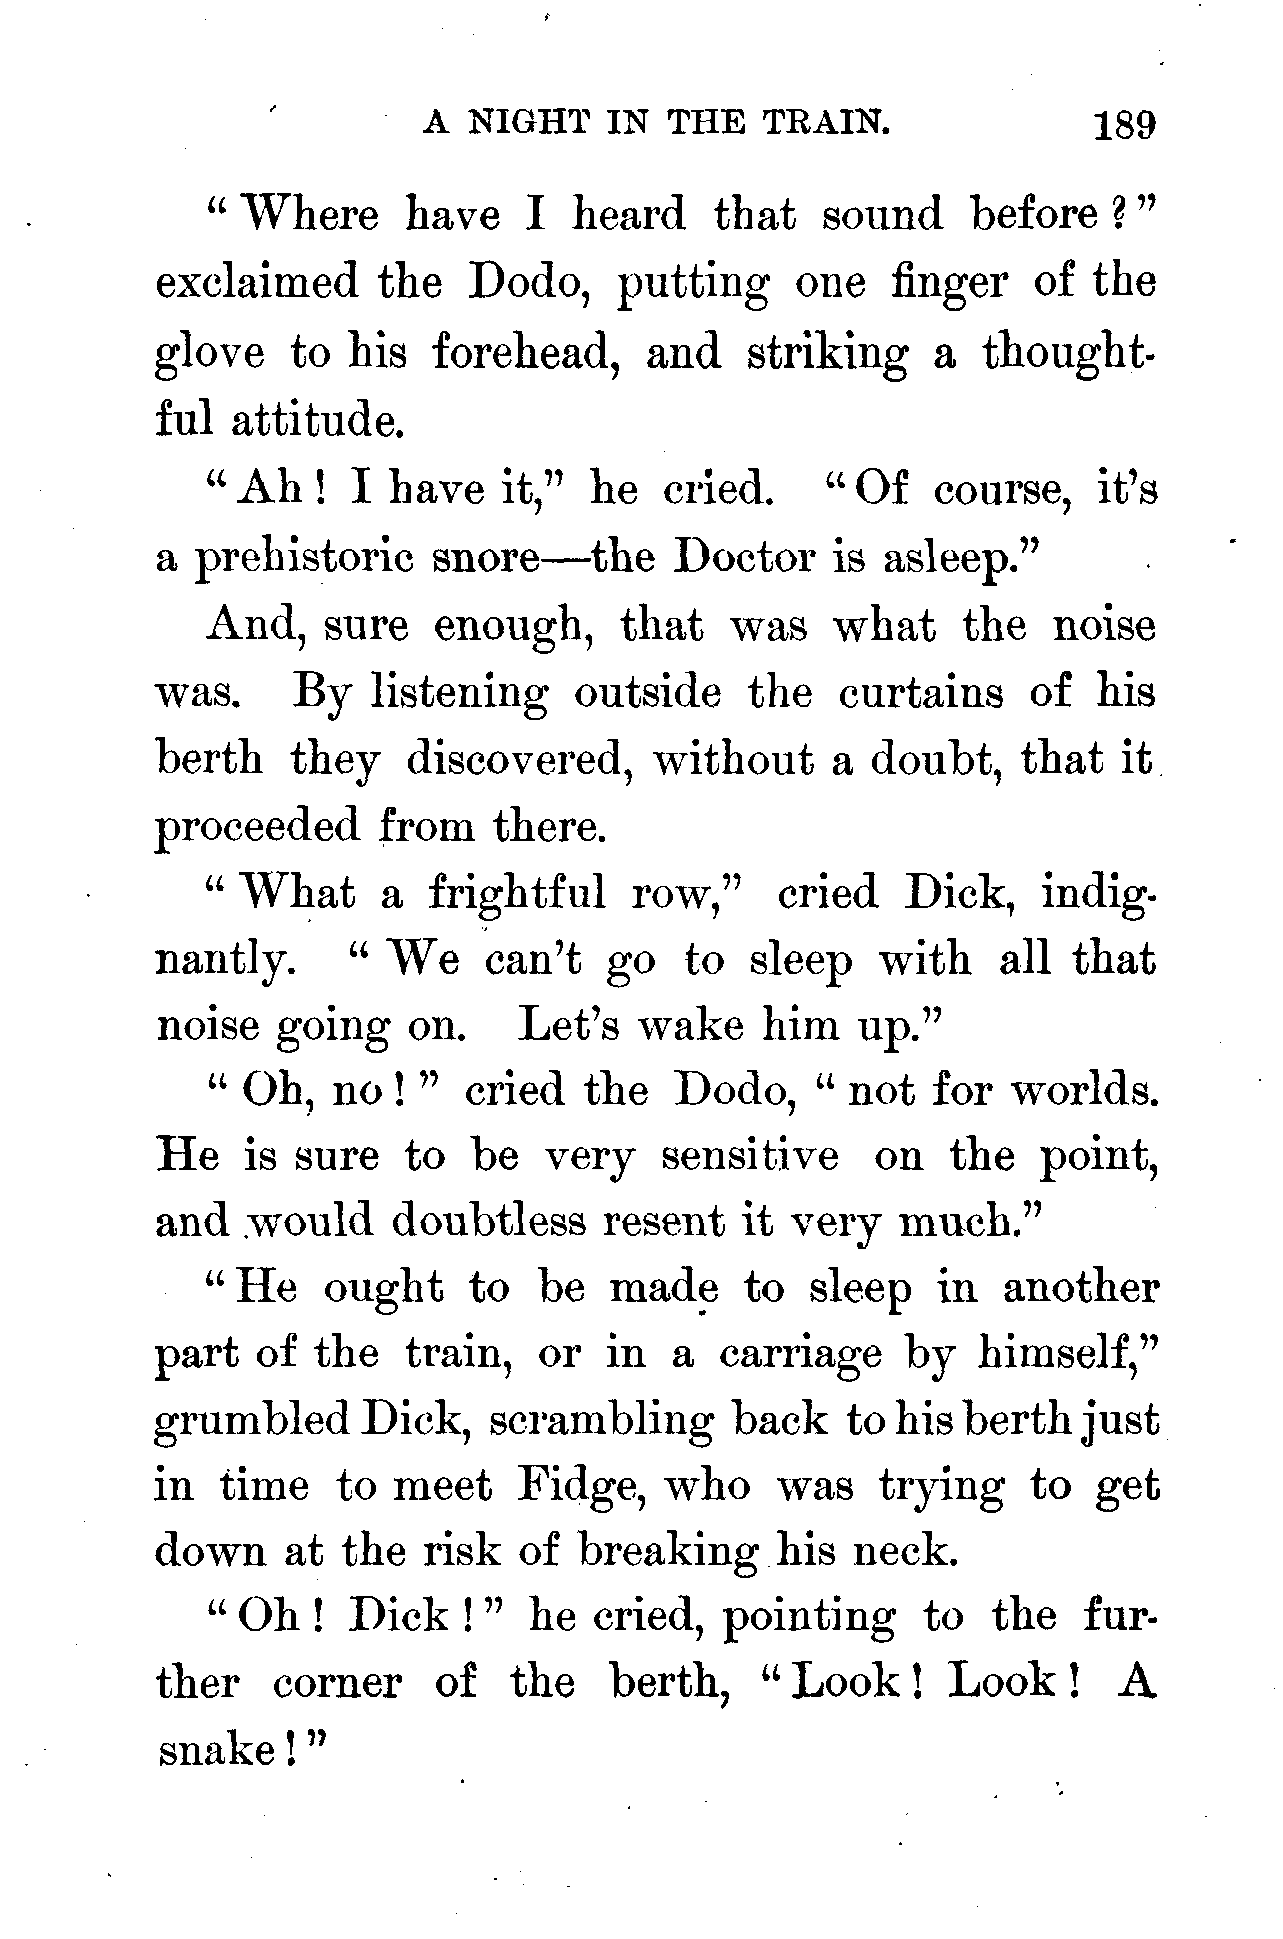 A NIGHT IN THE TRAIN. 189
“Where have I heard that sound before?”
exclaimed the Dodo, putting one finger of the
glove to his forehead, and striking a thought-
ful attitude.
“Ah! I have it,” he cried. “Of course, it’s
a prehistoric snore—the Doctor is asleep.”
And, sure enough, that was what the noise
was. By listening outside the curtains of his
berth they discovered, without a doubt, that it
proceeded from there.
“What a frightful row,” cried Dick, indig-
nantly. “We can’t go to sleep with all that
noise going on. Let’s wake him up.”
“Oh, no!” cried the Dodo, “not for worlds.
He is sure to be very sensitive on the point,
and would doubtless resent it very much.”
“He ought to be made to sleep in another
part of the train, or in a carriage by himself,”
grumbled Dick, scrambling back to his berth just
in time to meet Fidge, who was trying to get
down at the risk of breaking his neck.
“Oh! Dick!” he cried, pointing to the fur-
ther corner of the berth, “Look! Look! A
snake!”